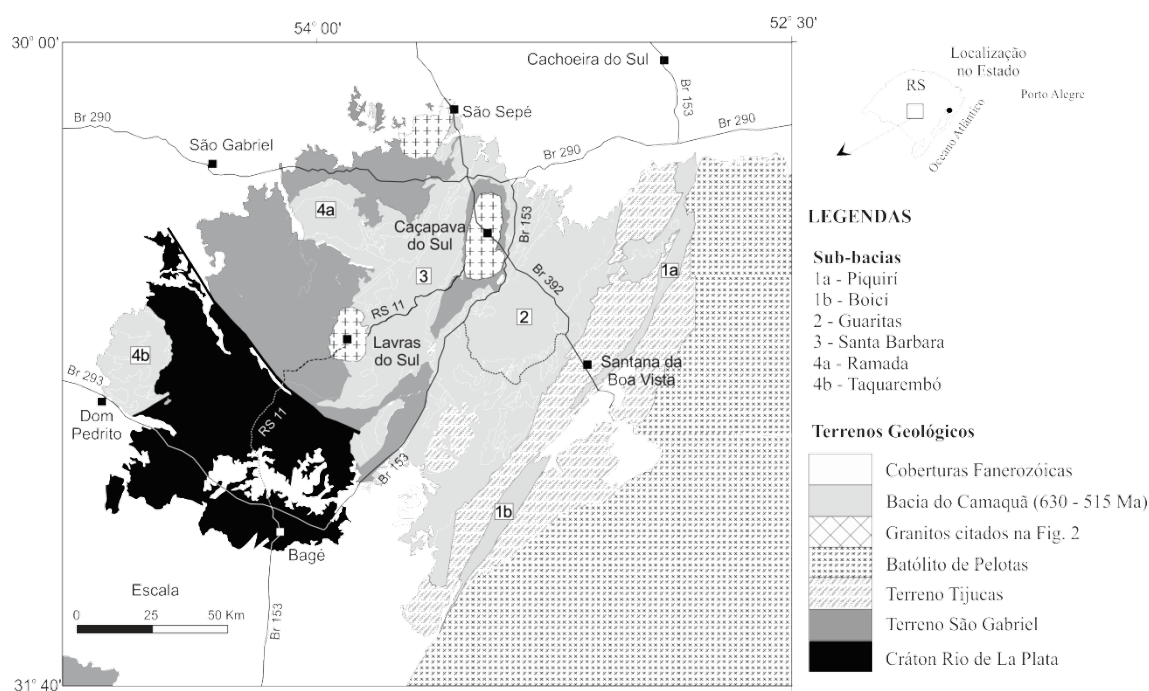 54° 00'
52° 30'
30° 00'
31° 40'
Cachoeira do Sul
Br 153
São Sepé
Br 290
São Gabriel
Br 290
Br 290
4a
Caçapava
do Sul
Br 153
3
1a
Br 392
RS 11
2
Lavras
do Sul
4b
Santana da
Boa Vista
Br 293
Dom
Pedrito
RS 11
Br 153
1b
Bagé
Escala
0 25 50 Km
Br 153
Localização
no Estado
RS
Porto Alegre
Oceano Atlântico
LEGENDAS
Sub-bacias
1a - Piquirí
1b - Boicí
2 - Guaritas
3 - Santa Barbara
4a - Ramada
4b - Taquarembó
Terrenos Geológicos
Coberturas Fanerozóicas
Bacia do Camaquã (630 - 515 Ma)
Granitos citados na Fig. 2
Batólito de Pelotas
Terreno Tijucas
Terreno São Gabriel
Cráton Rio de La Plata